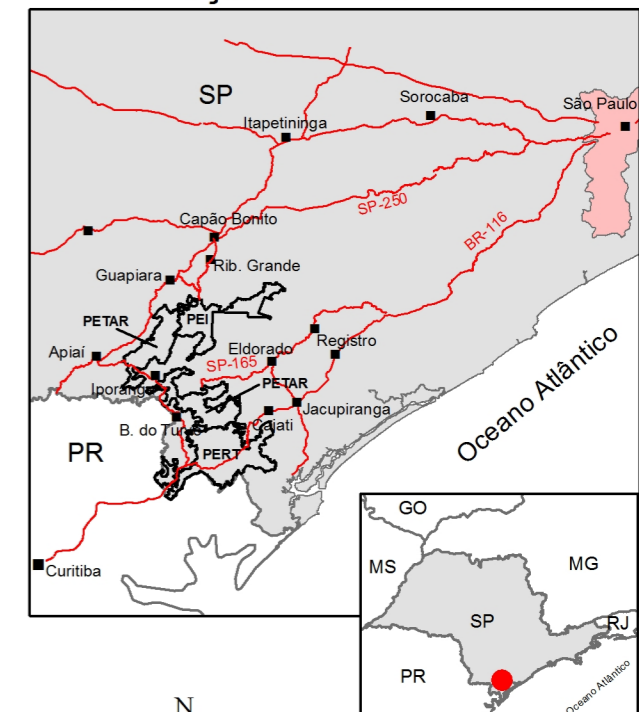 SP
Sorocaba
São Paulo
Itapetininga
SP-250
Capão Bonito
BR-116
Rib. Grande
Guapiara
PETAR
PEI
Eldorado
Registro
Apiaí
SP-165
PETAR
Iporanga
Jacupiranga
B. do
Cajati
Oceano Atlântico
PR
PERT
Curitiba
GO
MS
MG
SP
RJ
PR
Oceano Atlântico
N